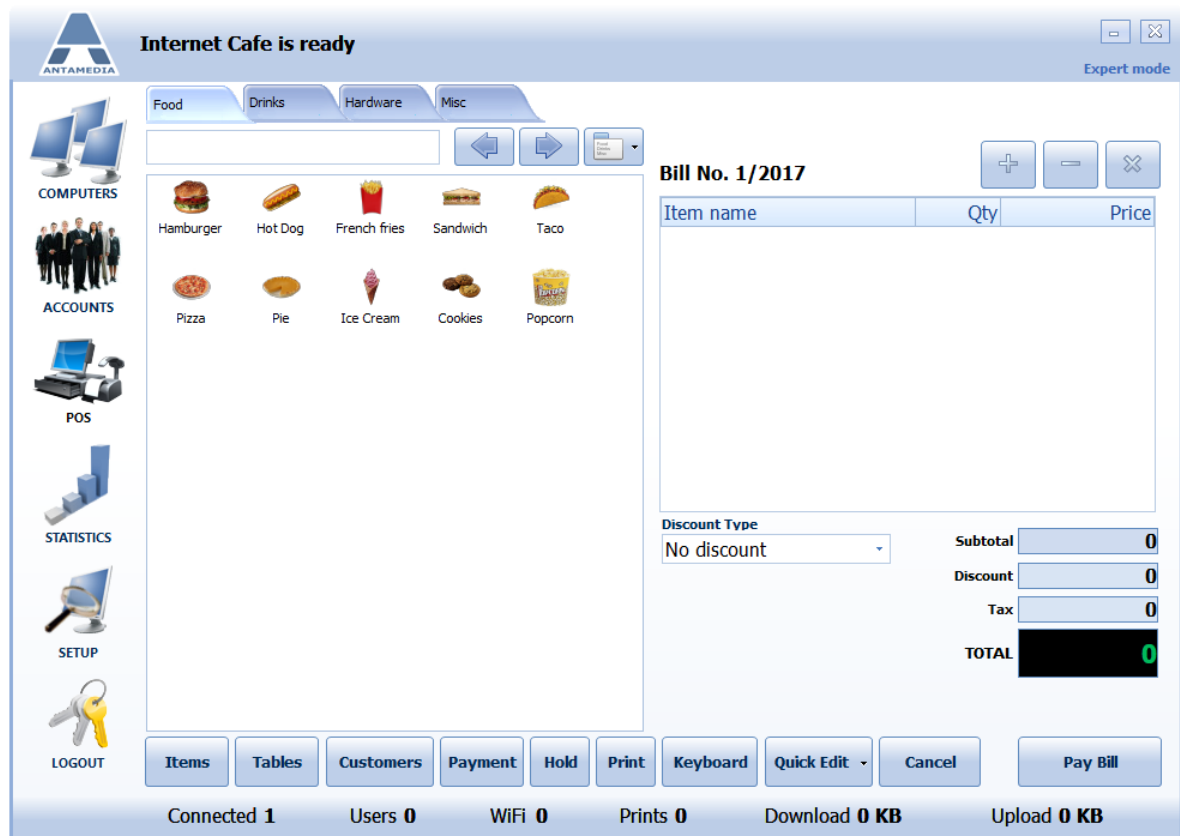 Internet Cafe is ready
ANTAMEDIA
Expert mode
COMPUTERS
ACCOUNTS
POS
STATISTICS
SETUP
LOGOUT
Food Drinks Hardware Misc
Hamburger Hot Dog French fries Sandwich Taco
Pizza Pie Ice Cream Cookies Popcorn
Bill No. 1/2017
Item name Qty Price
Discount Type
No discount
Subtotal 0
Discount 0
Tax 0
TOTAL 0
Items Tables Customers Payment Hold Print Keyboard Quick Edit Cancel Pay Bill
Connected 1 Users 0 WiFi 0 Prints 0 Download 0 KB Upload 0 KB